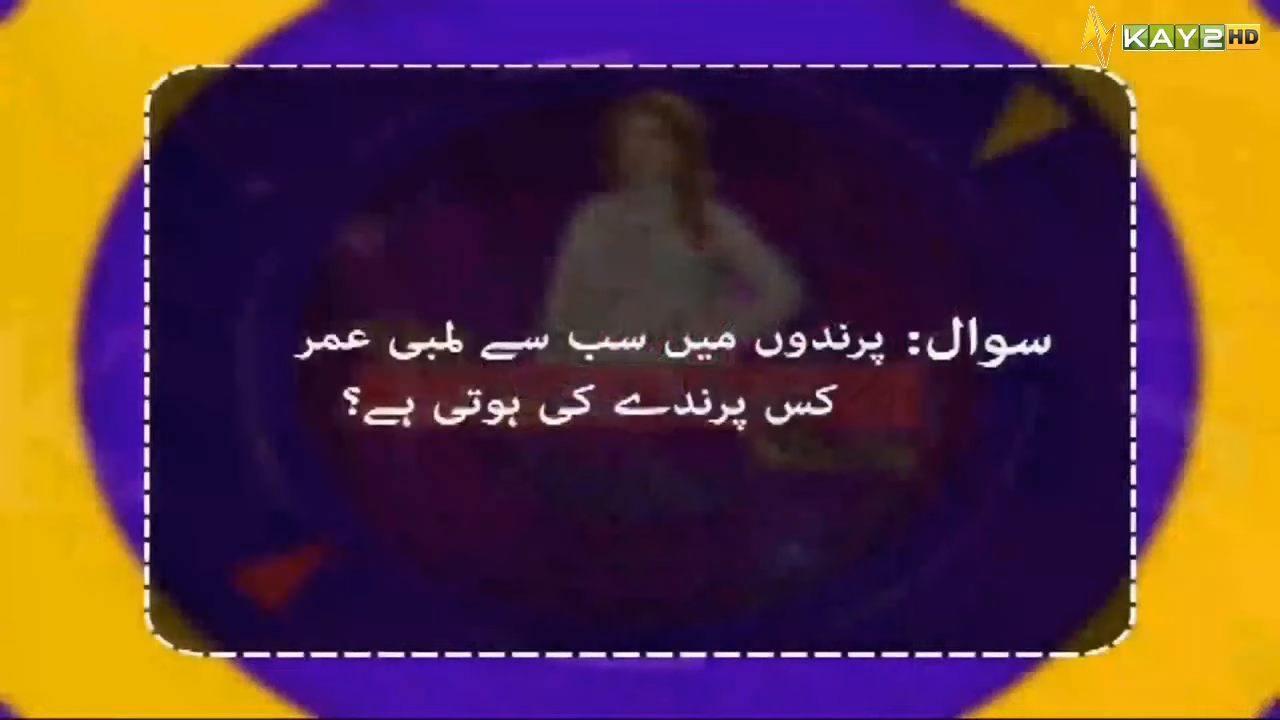 KAY2 HD
سوال: پرندوں میں سب سے لمبی عمر
کس پرندے کی ہوتی ہے؟